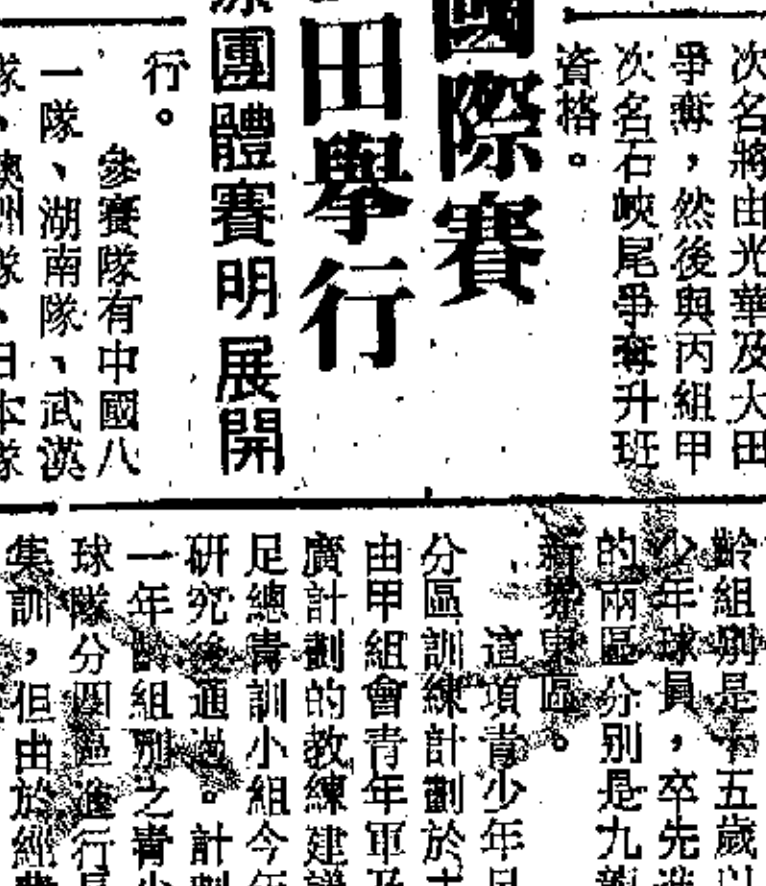 次名將由光華及大田
爭奪，然後與丙組甲
次名石峽尾爭奪升班
資格。
國際賽
田舉行
團體賽明展開
行。
參賽隊有中國八
一隊、湖南隊、武漢
隊、澳洲隊、日本隊
齡組別是十五歲以
少年球員，卒先
的兩區分別是九龍
新界東區。
這項青少年
分區訓練計劃於
由甲組會青年軍及
廣計劃的教練建議
足總青訓小組今年
研究後通過。計劃
一年齡組別之青少
球隊分四區進行
集訓，但由於經費